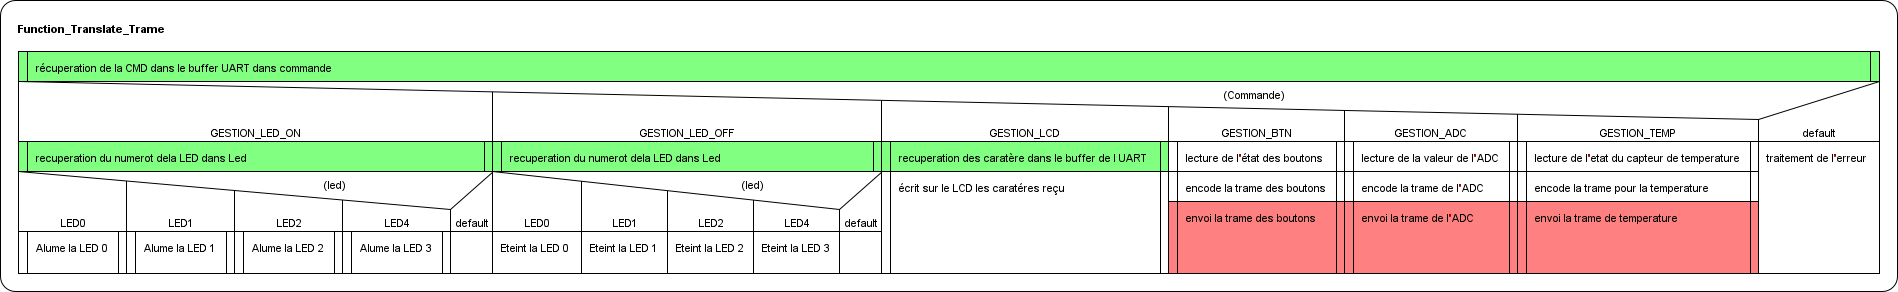 Function_Translate_Trame
récuperation de la CMD dans le buffer UART dans commande
(Commande)
GESTION_LED_ON GESTION_LED_OFF GESTION_LCD GESTION_BTN GESTION_ADC GESTION_TEMP default
recuperation du numerot dela LED dans Led recuperation du numerot dela LED dans Led recuperation des caratère dans le buffer de l UART lecture de l'état des boutons lecture de la valeur de l'ADC lecture de l'etat du capteur de temperature traitement de l'erreur
(led) (led) écrit sur le LCD les caratéres reçu encode la trame des boutons encode la trame de l'ADC encode la trame pour la temperature
LED0 LED1 LED2 LED4 default LED0 LED1 LED2 LED4 default envoi la trame des boutons envoi la trame de l'ADC envoi la trame de temperature
Alume la LED 0 Alume la LED 1 Alume la LED 2 Alume la LED 3 Eteint la LED 0 Eteint la LED 1 Eteint la LED 2 Eteint la LED 3